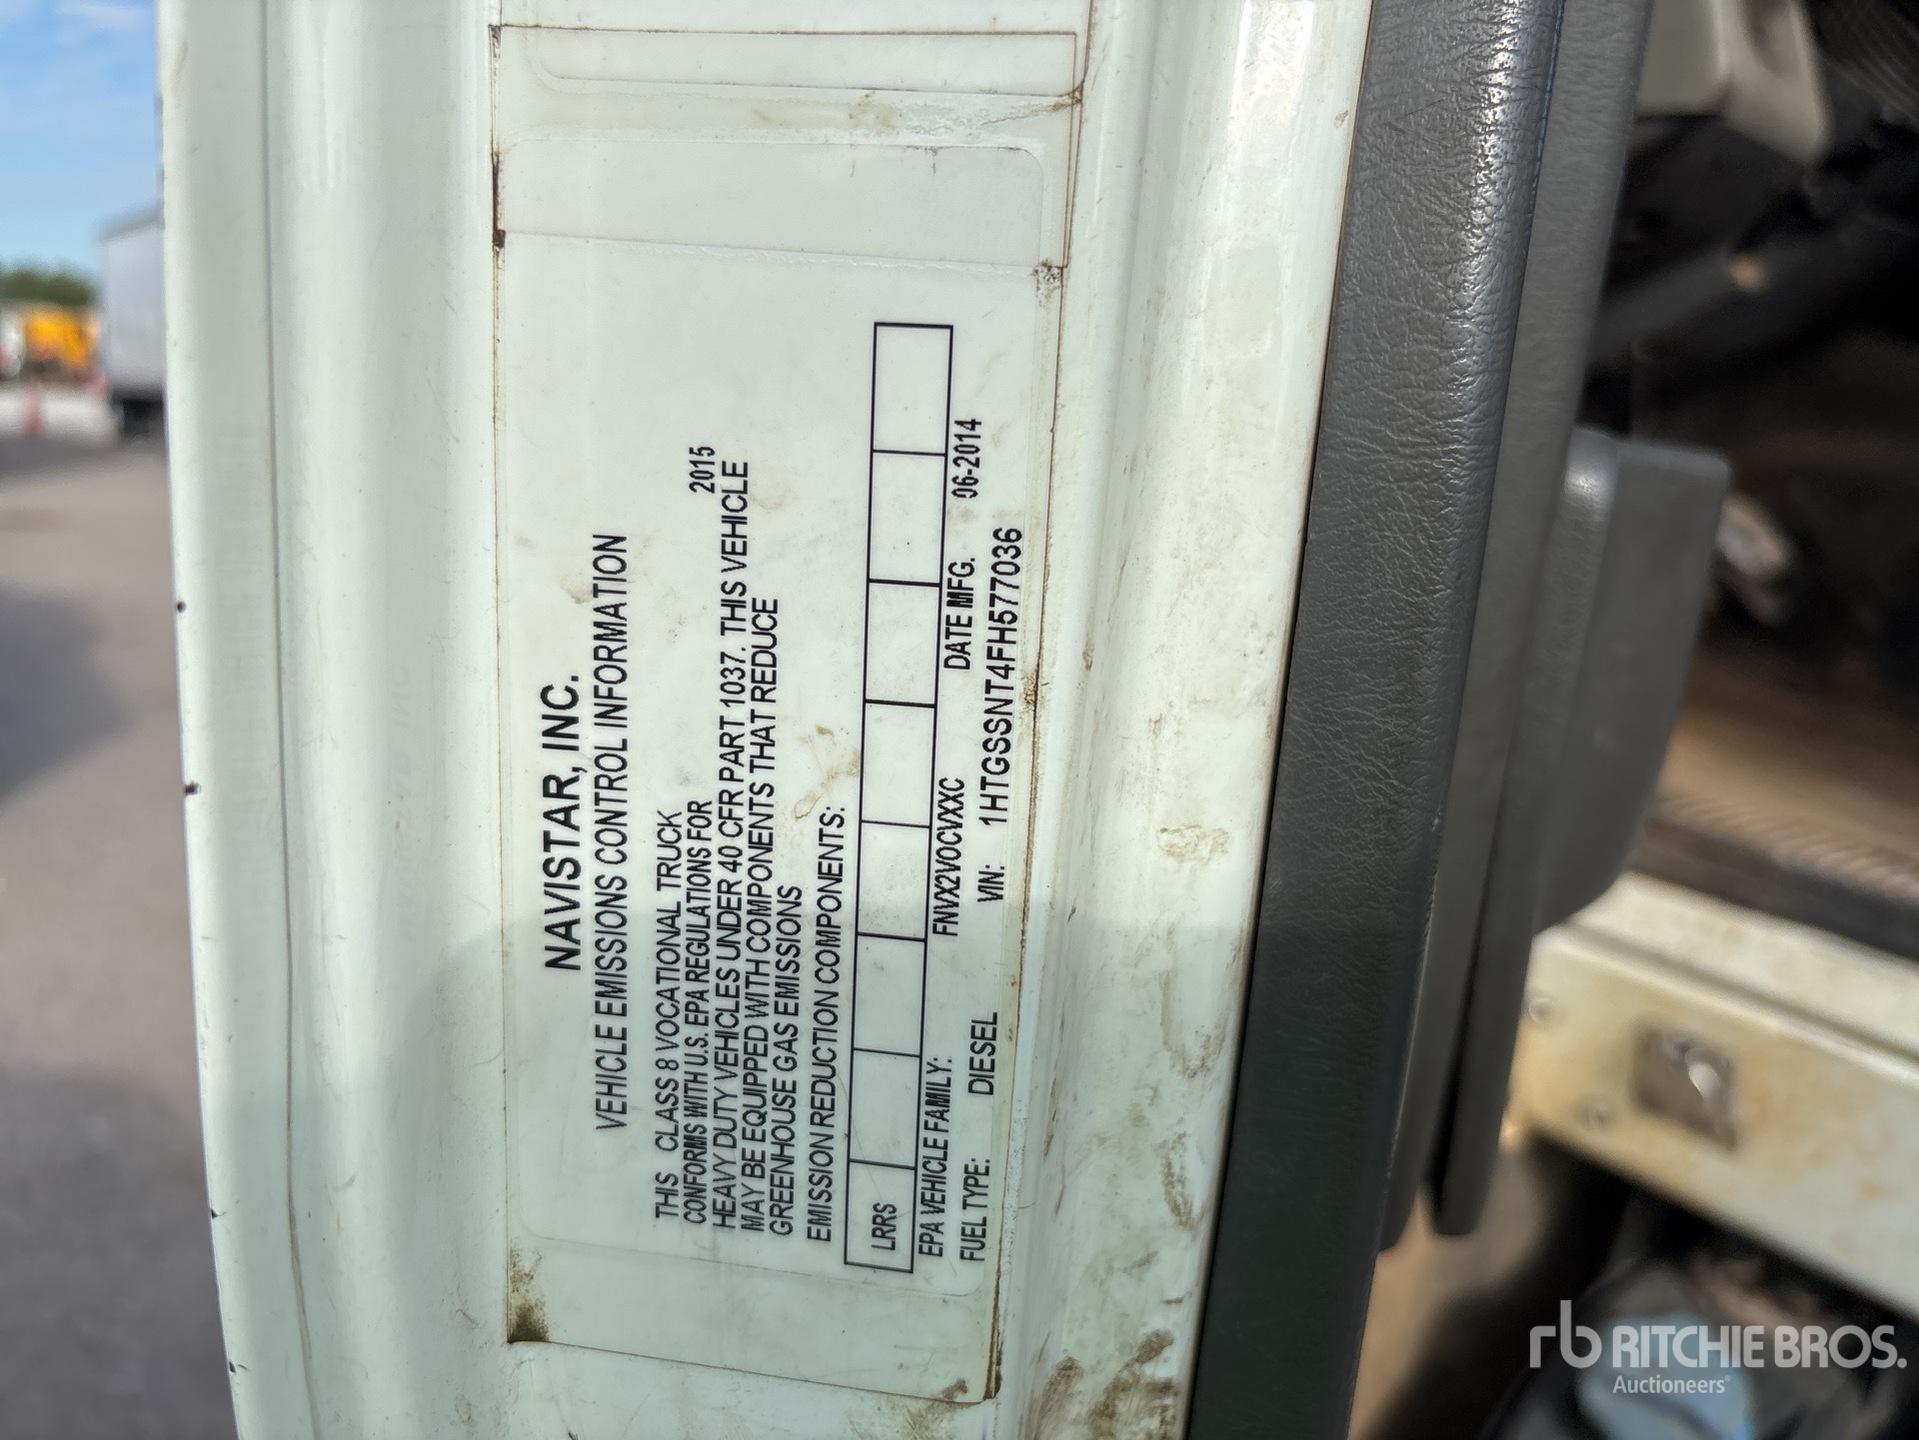 NAVISTAR, INC.
VEHICLE EMISSIONS CONTROL INFORMATION
THIS CLASS 8 VOCATIONAL TRUCK
CONFORMS WITH U.S. EPA REGULATIONS FOR 2015
HEAVY DUTY VEHICLES UNDER 40 CFR PART 1037. THIS VEHICLE
MAY BE EQUIPPED WITH COMPONENTS THAT REDUCE
GREENHOUSE GAS EMISSIONS
EMISSION REDUCTION COMPONENTS:
LRRS
EPA VEHICLE FAMILY: FNVX2VOCVXXC DATE MFG. 06-2014
FUEL TYPE: DIESEL VIN: 1HTGSSNT4FH577036
rb RITCHIE BROS.
Auctioneers